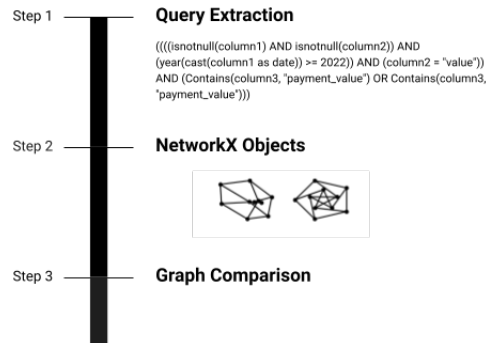 Step 1
Query Extraction
((((isnotnull(column1) AND isnotnull(column2)) AND
(year(cast(column1 as date)) >= 2022)) AND (column2 = "value"))
AND (Contains(column3, "payment_value") OR Contains(column3,
"payment_value")))
Step 2
NetworkX Objects
Step 3
Graph Comparison